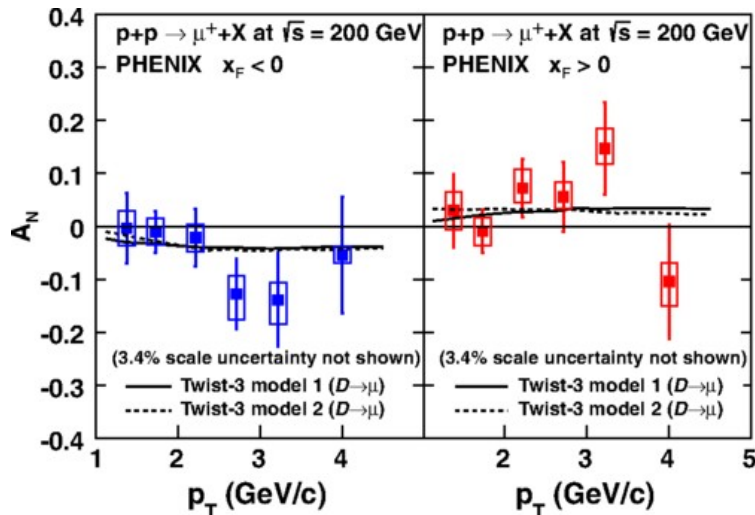 p+p → μ⁺+X at √s = 200 GeV
PHENIX x_F < 0
p+p → μ⁺+X at √s = 200 GeV
PHENIX x_F > 0
A_N
0.4
0.3
0.2
0.1
0
-0.1
-0.2
-0.3
-0.4
(3.4% scale uncertainty not shown)
Twist-3 model 1 (D→μ)
Twist-3 model 2 (D→μ)
(3.4% scale uncertainty not shown)
Twist-3 model 1 (D→μ)
Twist-3 model 2 (D→μ)
1 2 3 4
2 3 4 5
p_T (GeV/c)
p_T (GeV/c)